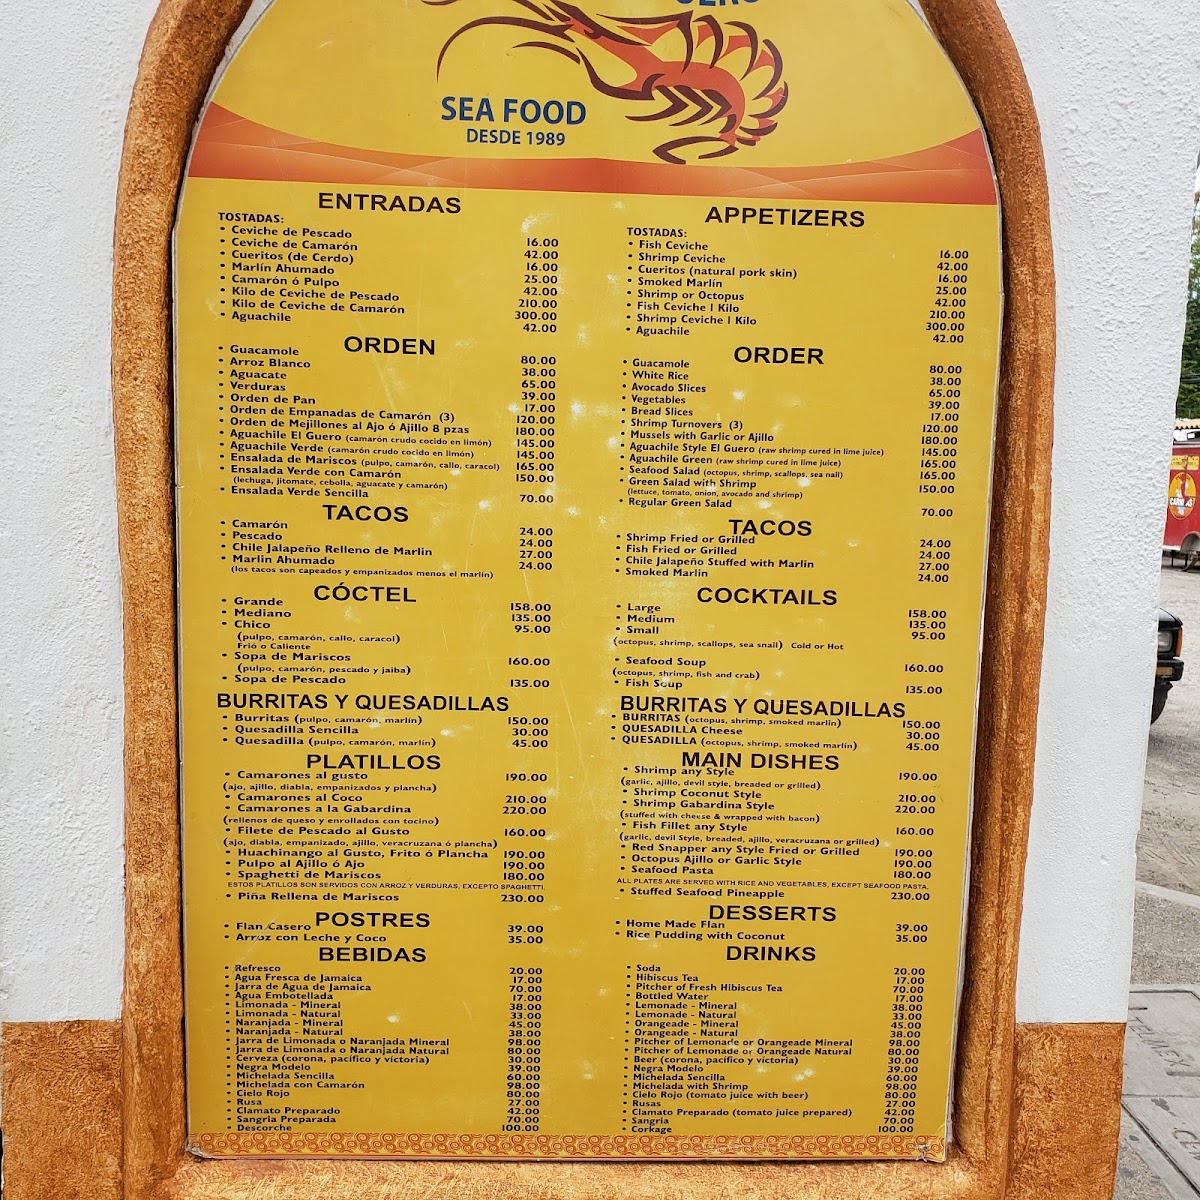 SEA FOOD
DESDE 1989
ENTRADAS
TOSTADAS:
• Ceviche de Pescado 16.00
• Ceviche de Camarón 42.00
• Cueritos (de Cerdo) 16.00
• Marlín Ahumado 25.00
• Camarón ó Pulpo 42.00
• Kilo de Ceviche de Pescado 210.00
• Kilo de Ceviche de Camarón 300.00
• Aguachile 42.00
ORDEN
• Guacamole 80.00
• Arroz Blanco 38.00
• Aguacate 65.00
• Verduras 39.00
• Orden de Pan 17.00
• Orden de Empanadas de Camarón (3) 120.00
• Orden de Mejillones al Ajo ó Ajillo 8 pzas 180.00
• Aguachile El Guero (camarón crudo cocido en limón) 145.00
• Aguachile Verde (camarón crudo cocido en limón) 145.00
• Ensalada de Mariscos (pulpo, camarón, callo, caracol) 165.00
• Ensalada Verde con Camarón 150.00
(lechuga, jitomate, cebolla, aguacate y camarón)
• Ensalada Verde Sencilla 70.00
TACOS
• Camarón 24.00
• Pescado 24.00
• Chile Jalapeño Relleno de Marlin 27.00
• Marlin Ahumado 24.00
(los tacos son capeados y empanizados menos el marlín)
CÓCTEL
• Grande 158.00
• Mediano 135.00
• Chico 95.00
(pulpo, camarón, callo, caracol)
Frió o Caliente
• Sopa de Mariscos 160.00
(pulpo, camarón, pescado y jaiba)
• Sopa de Pescado 135.00
BURRITAS Y QUESADILLAS
• Burritas (pulpo, camarón, marlín) 150.00
• Quesadilla Sencilla 30.00
• Quesadilla (pulpo, camarón, marlín) 45.00
PLATILLOS
• Camarones al gusto 190.00
(ajo, ajillo, diabla, empanizados y plancha)
• Camarones al Coco 210.00
• Camarones a la Gabardina 220.00
(rellenos de queso y enrollados con tocino)
• Filete de Pescado al Gusto 160.00
(ajo, diabla, empanizado, ajillo, veracruzana ó plancha)
• Huachinango al Gusto, Frito ó Plancha 190.00
• Pulpo al Ajillo ó Ajo 190.00
• Spaghetti de Mariscos 180.00
ESTOS PLATILLOS SON SERVIDOS CON ARROZ Y VERDURAS, EXCEPTO SPAGHETTI.
• Piña Rellena de Mariscos 230.00
POSTRES
• Flan Casero 39.00
• Arroz con Leche y Coco 35.00
BEBIDAS
• Refresco 20.00
• Agua Fresca de Jamaica 17.00
• Jarra de Agua de Jamaica 70.00
• Agua Embotellada 17.00
• Limonada - Mineral 38.00
• Limonada - Natural 33.00
• Naranjada - Mineral 45.00
• Naranjada - Natural 38.00
• Jarra de Limonada o Naranjada Mineral 98.00
• Jarra de Limonada o Naranjada Natural 80.00
• Cerveza (corona, pacífico y victoria) 30.00
• Negra Modelo 39.00
• Michelada Sencilla 60.00
• Michelada con Camarón 98.00
• Cielo Rojo 80.00
• Rusa 27.00
• Clamato Preparado 42.00
• Sangria Preparada 70.00
• Descorche 100.00
APPETIZERS
TOSTADAS:
• Fish Ceviche 16.00
• Shrimp Ceviche 42.00
• Cueritos (natural pork skin) 16.00
• Smoked Marlín 25.00
• Shrimp or Octopus 42.00
• Fish Ceviche 1 Kilo 210.00
• Shrimp Ceviche 1 Kilo 300.00
• Aguachile 42.00
ORDER
• Guacamole 80.00
• White Rice 38.00
• Avocado Slices 65.00
• Vegetables 39.00
• Bread Slices 17.00
• Shrimp Turnovers (3) 120.00
• Mussels with Garlic or Ajillo 180.00
• Aguachile Style El Guero (raw shrimp cured in lime juice) 145.00
• Aguachile Green (raw shrimp cured in lime juice) 165.00
• Seafood Salad (octopus, shrimp, scallops, sea nail) 165.00
• Green Salad with Shrimp 150.00
(lettuce, tomato, onion, avocado and shrimp)
• Regular Green Salad 70.00
TACOS
• Shrimp Fried or Grilled 24.00
• Fish Fried or Grilled 24.00
• Chile Jalapeño Stuffed with Marlin 27.00
• Smoked Marlin 24.00
COCKTAILS
• Large 158.00
• Medium 135.00
• Small 95.00
(octopus, shrimp, scallops, sea snail) Cold or Hot
• Seafood Soup 160.00
(octopus, shrimp, fish and crab)
• Fish Soup 135.00
BURRITAS Y QUESADILLAS
• BURRITAS (octopus, shrimp, smoked marlin) 150.00
• QUESADILLA Cheese 30.00
• QUESADILLA (octopus, shrimp, smoked marlin) 45.00
MAIN DISHES
• Shrimp any Style 190.00
(garlic, ajillo, devil style, breaded or grilled)
• Shrimp Coconut Style 210.00
• Shrimp Gabardina Style 220.00
(stuffed with cheese & wrapped with bacon)
• Fish Fillet any Style 160.00
(garlic, devil Style, breaded, ajillo, veracruzana or grilled)
• Red Snapper any Style Fried or Grilled 190.00
• Octopus Ajillo or Garlic Style 190.00
• Seafood Pasta 180.00
ALL PLATES ARE SERVED WITH RICE AND VEGETABLES, EXCEPT SEAFOOD PASTA.
• Stuffed Seafood Pineapple 230.00
DESSERTS
• Home Made Flan 39.00
• Rice Pudding with Coconut 35.00
DRINKS
• Soda 20.00
• Hibiscus Tea 17.00
• Pitcher of Fresh Hibiscus Tea 70.00
• Bottled Water 17.00
• Lemonade - Mineral 38.00
• Lemonade - Natural 33.00
• Orangeade - Mineral 45.00
• Orangeade - Natural 38.00
• Pitcher of Lemonade or Orangeade Mineral 98.00
• Pitcher of Lemonade or Orangeade Natural 80.00
• Beer (corona, pacífico y victoria) 30.00
• Negra Modelo 39.00
• Michelada Sencilla 60.00
• Michelada with Shrimp 98.00
• Cielo Rojo (tomato juice with beer) 80.00
• Rusas 27.00
• Clamato Preparado (tomato juice prepared) 42.00
• Sangria 70.00
• Corkage 100.00